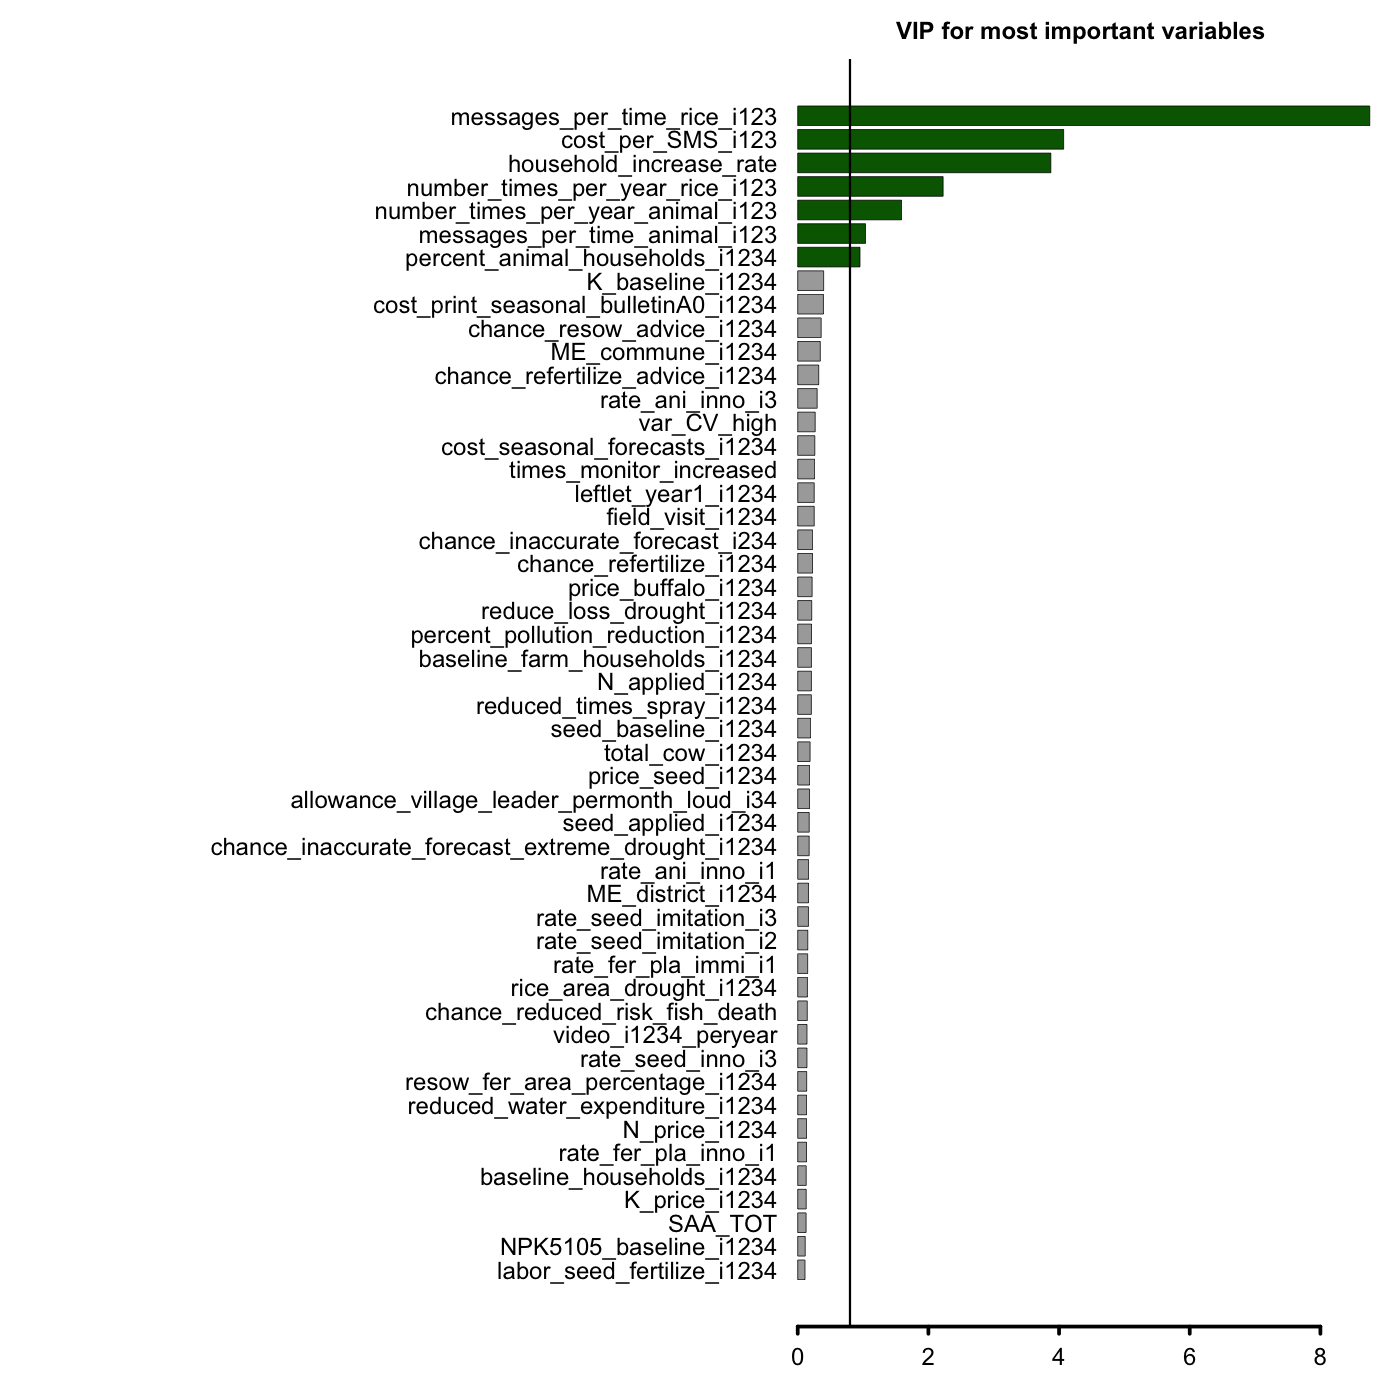 VIP for most important variables
messages_per_time_rice_i123
cost_per_SMS_i123
household_increase_rate
number_times_per_year_rice_i123
number_times_per_year_animal_i123
messages_per_time_animal_i123
percent_animal_households_i1234
K_baseline_i1234
cost_print_seasonal_bulletinA0_i1234
chance_resow_advice_i1234
ME_commune_i1234
chance_refertilize_advice_i1234
rate_ani_inno_i3
var_CV_high
cost_seasonal_forecasts_i1234
times_monitor_increased
leftlet_year1_i1234
field_visit_i1234
chance_inaccurate_forecast_i234
chance_refertilize_i1234
price_buffalo_i1234
reduce_loss_drought_i1234
percent_pollution_reduction_i1234
baseline_farm_households_i1234
N_applied_i1234
reduced_times_spray_i1234
seed_baseline_i1234
total_cow_i1234
price_seed_i1234
allowance_village_leader_permonth_loud_i34
seed_applied_i1234
chance_inaccurate_forecast_extreme_drought_i1234
rate_ani_inno_i1
ME_district_i1234
rate_seed_imitation_i3
rate_seed_imitation_i2
rate_fer_pla_immi_i1
rice_area_drought_i1234
chance_reduced_risk_fish_death
video_i1234_peryear
rate_seed_inno_i3
resow_fer_area_percentage_i1234
reduced_water_expenditure_i1234
N_price_i1234
rate_fer_pla_inno_i1
baseline_households_i1234
K_price_i1234
SAA_TOT
NPK5105_baseline_i1234
labor_seed_fertilize_i1234
0 2 4 6 8